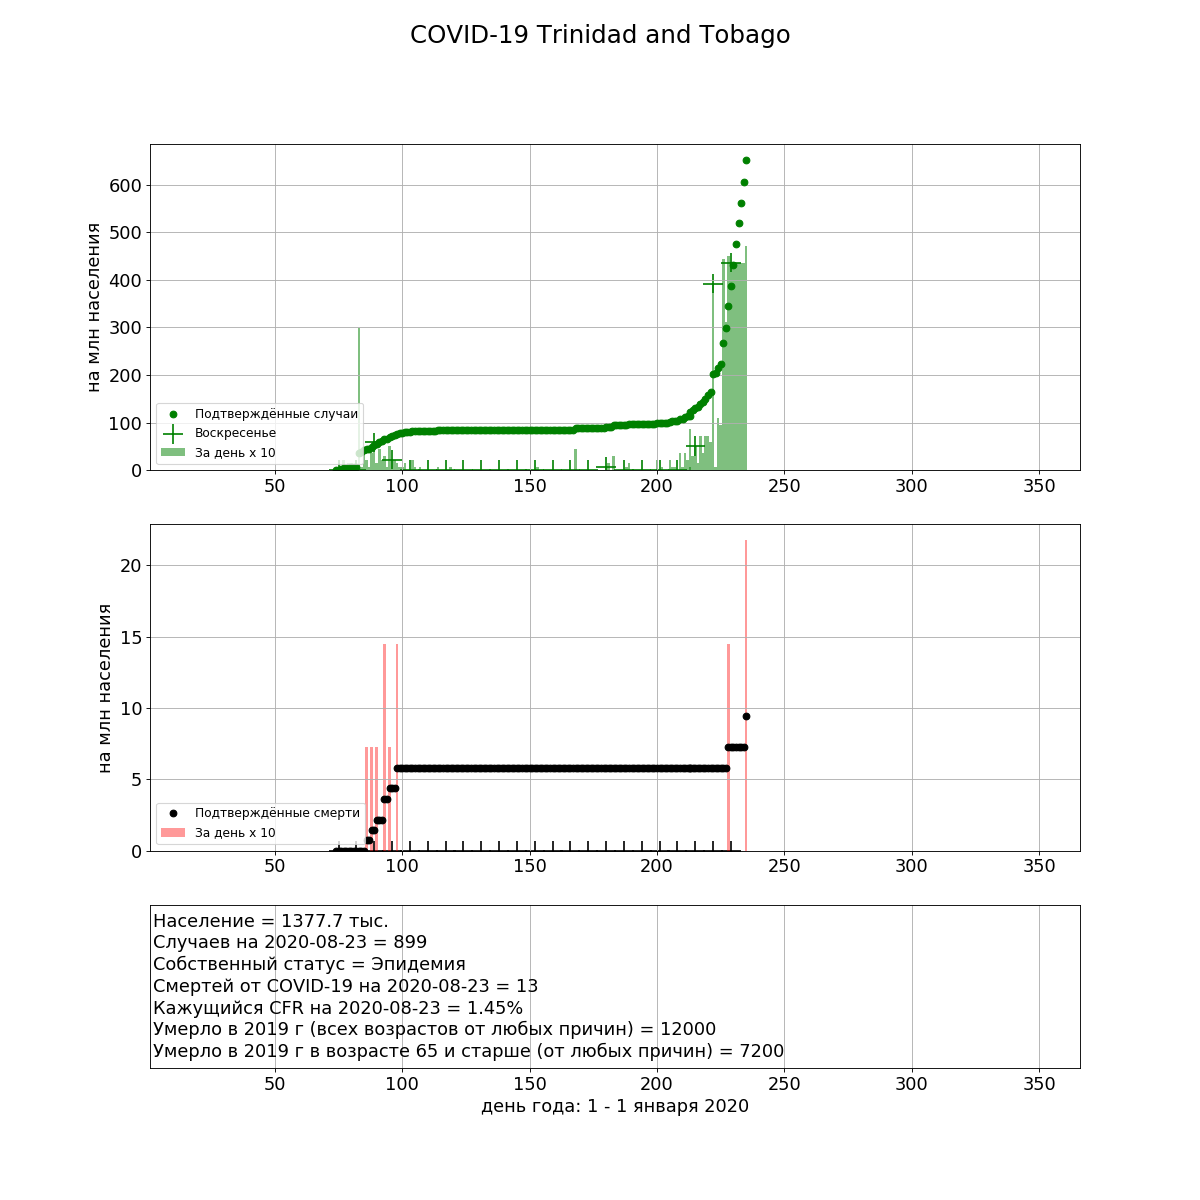 COVID-19 Trinidad and Tobago
на млн населения
600
500
400
300
200
100
0
Подтверждённые случаи
Воскресенье
За день x 10
50 100 150 200 250 300 350
на млн населения
20
15
10
5
0
Подтверждённые смерти
За день x 10
50 100 150 200 250 300 350
Население = 1377.7 тыс.
Случаев на 2020-08-23 = 899
Собственный статус = Эпидемия
Смертей от COVID-19 на 2020-08-23 = 13
Кажущийся CFR на 2020-08-23 = 1.45%
Умерло в 2019 г (всех возрастов от любых причин) = 12000
Умерло в 2019 г в возрасте 65 и старше (от любых причин) = 7200
50 100 150 200 250 300 350
день года: 1 - 1 января 2020